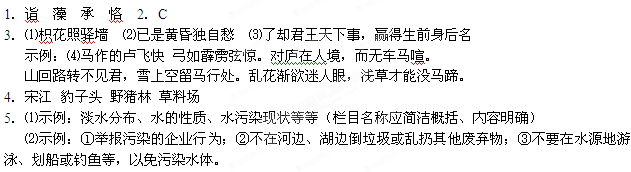 1．诣 藻 承 恪 2．C
3．(1)枳花照驿墙 (2)已是黄昏独自愁 (3)了却君王天下事，赢得生前身后名
示例：(4)马作的卢飞快 弓如霹雳弦惊。对庐在人境，而无车马喧。
山回路转不见君，雪上空留马行处。乱花渐欲迷人眼，浅草才能没马蹄。
4．宋江 豹子头 野猪林 草料场
5．(1)示例：淡水分布、水的性质、水污染现状等等（栏目名称应简洁概括、内容明确）
(2)示例：①举报污染的企业行为；②不在河边、湖边倒垃圾或乱扔其他废弃物；③不要在水源地游
泳、划船或钓鱼等，以免污染水体。